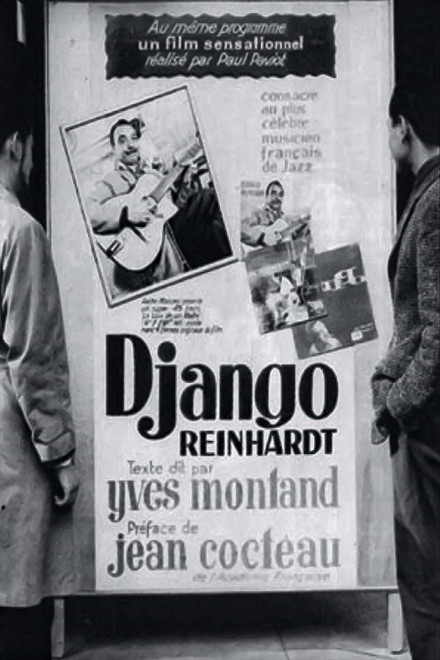 Au même programme
un film sensationnel
réalisé par Paul Paviot
consacré
au plus
célèbre
musicien
français
de Jazz
Django
REINHARDT
Texte dit par
yves montand
Préface de
jean cocteau
de l'Académie Française